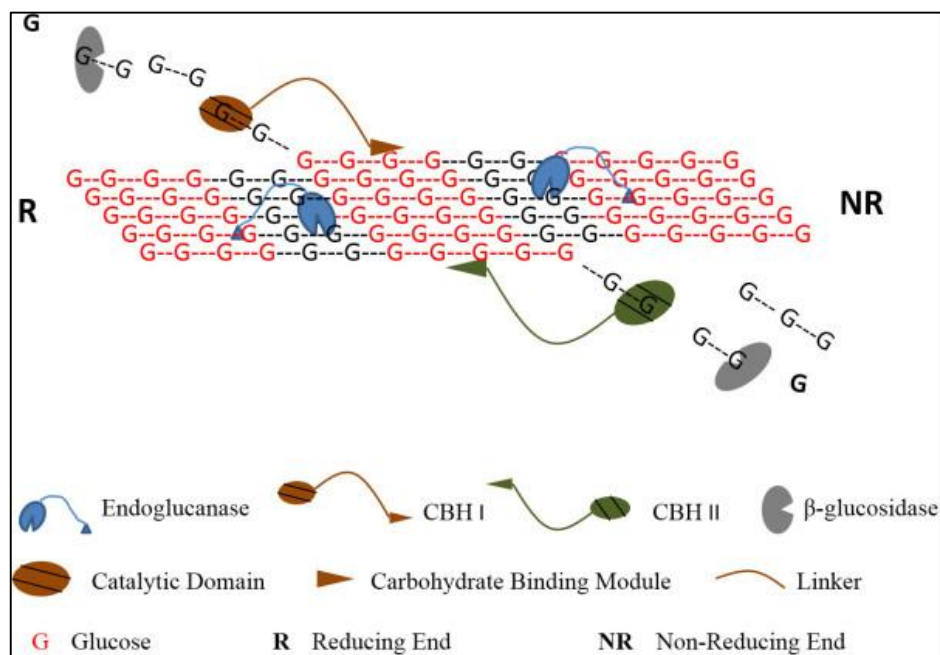 G
G---G G---G
G---G---
G---G---G---G---G---G---G---G---G---G---G
G---G---G---G---G---G---G---G---G---G---G---G---G---G---G---G---G
G---G---G---G---G---G---G---G---G---G---G---G---G---G---G---G---G
R
NR
G---G---G---G---G---G---G---G---G---G---G---G---G---G---G---G
G---G---G---G---G---G---G---G---G---G---G---G---G---G---G---G---G
G---G---G---G---G---G---G---G---G---G---G
---G---G
G---G---G
G---G
G
Endoglucanase CBH I CBH II β-glucosidase
Catalytic Domain Carbohydrate Binding Module Linker
G Glucose R Reducing End NR Non-Reducing End